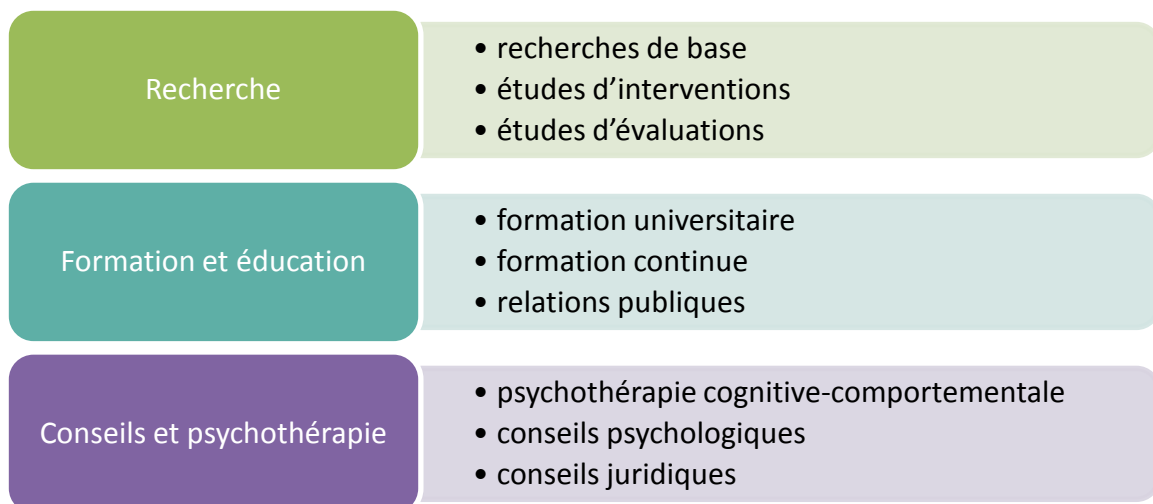 Recherche
• recherches de base
• études d’interventions
• études d’évaluations
Formation et éducation
• formation universitaire
• formation continue
• relations publiques
Conseils et psychothérapie
• psychothérapie cognitive-comportementale
• conseils psychologiques
• conseils juridiques